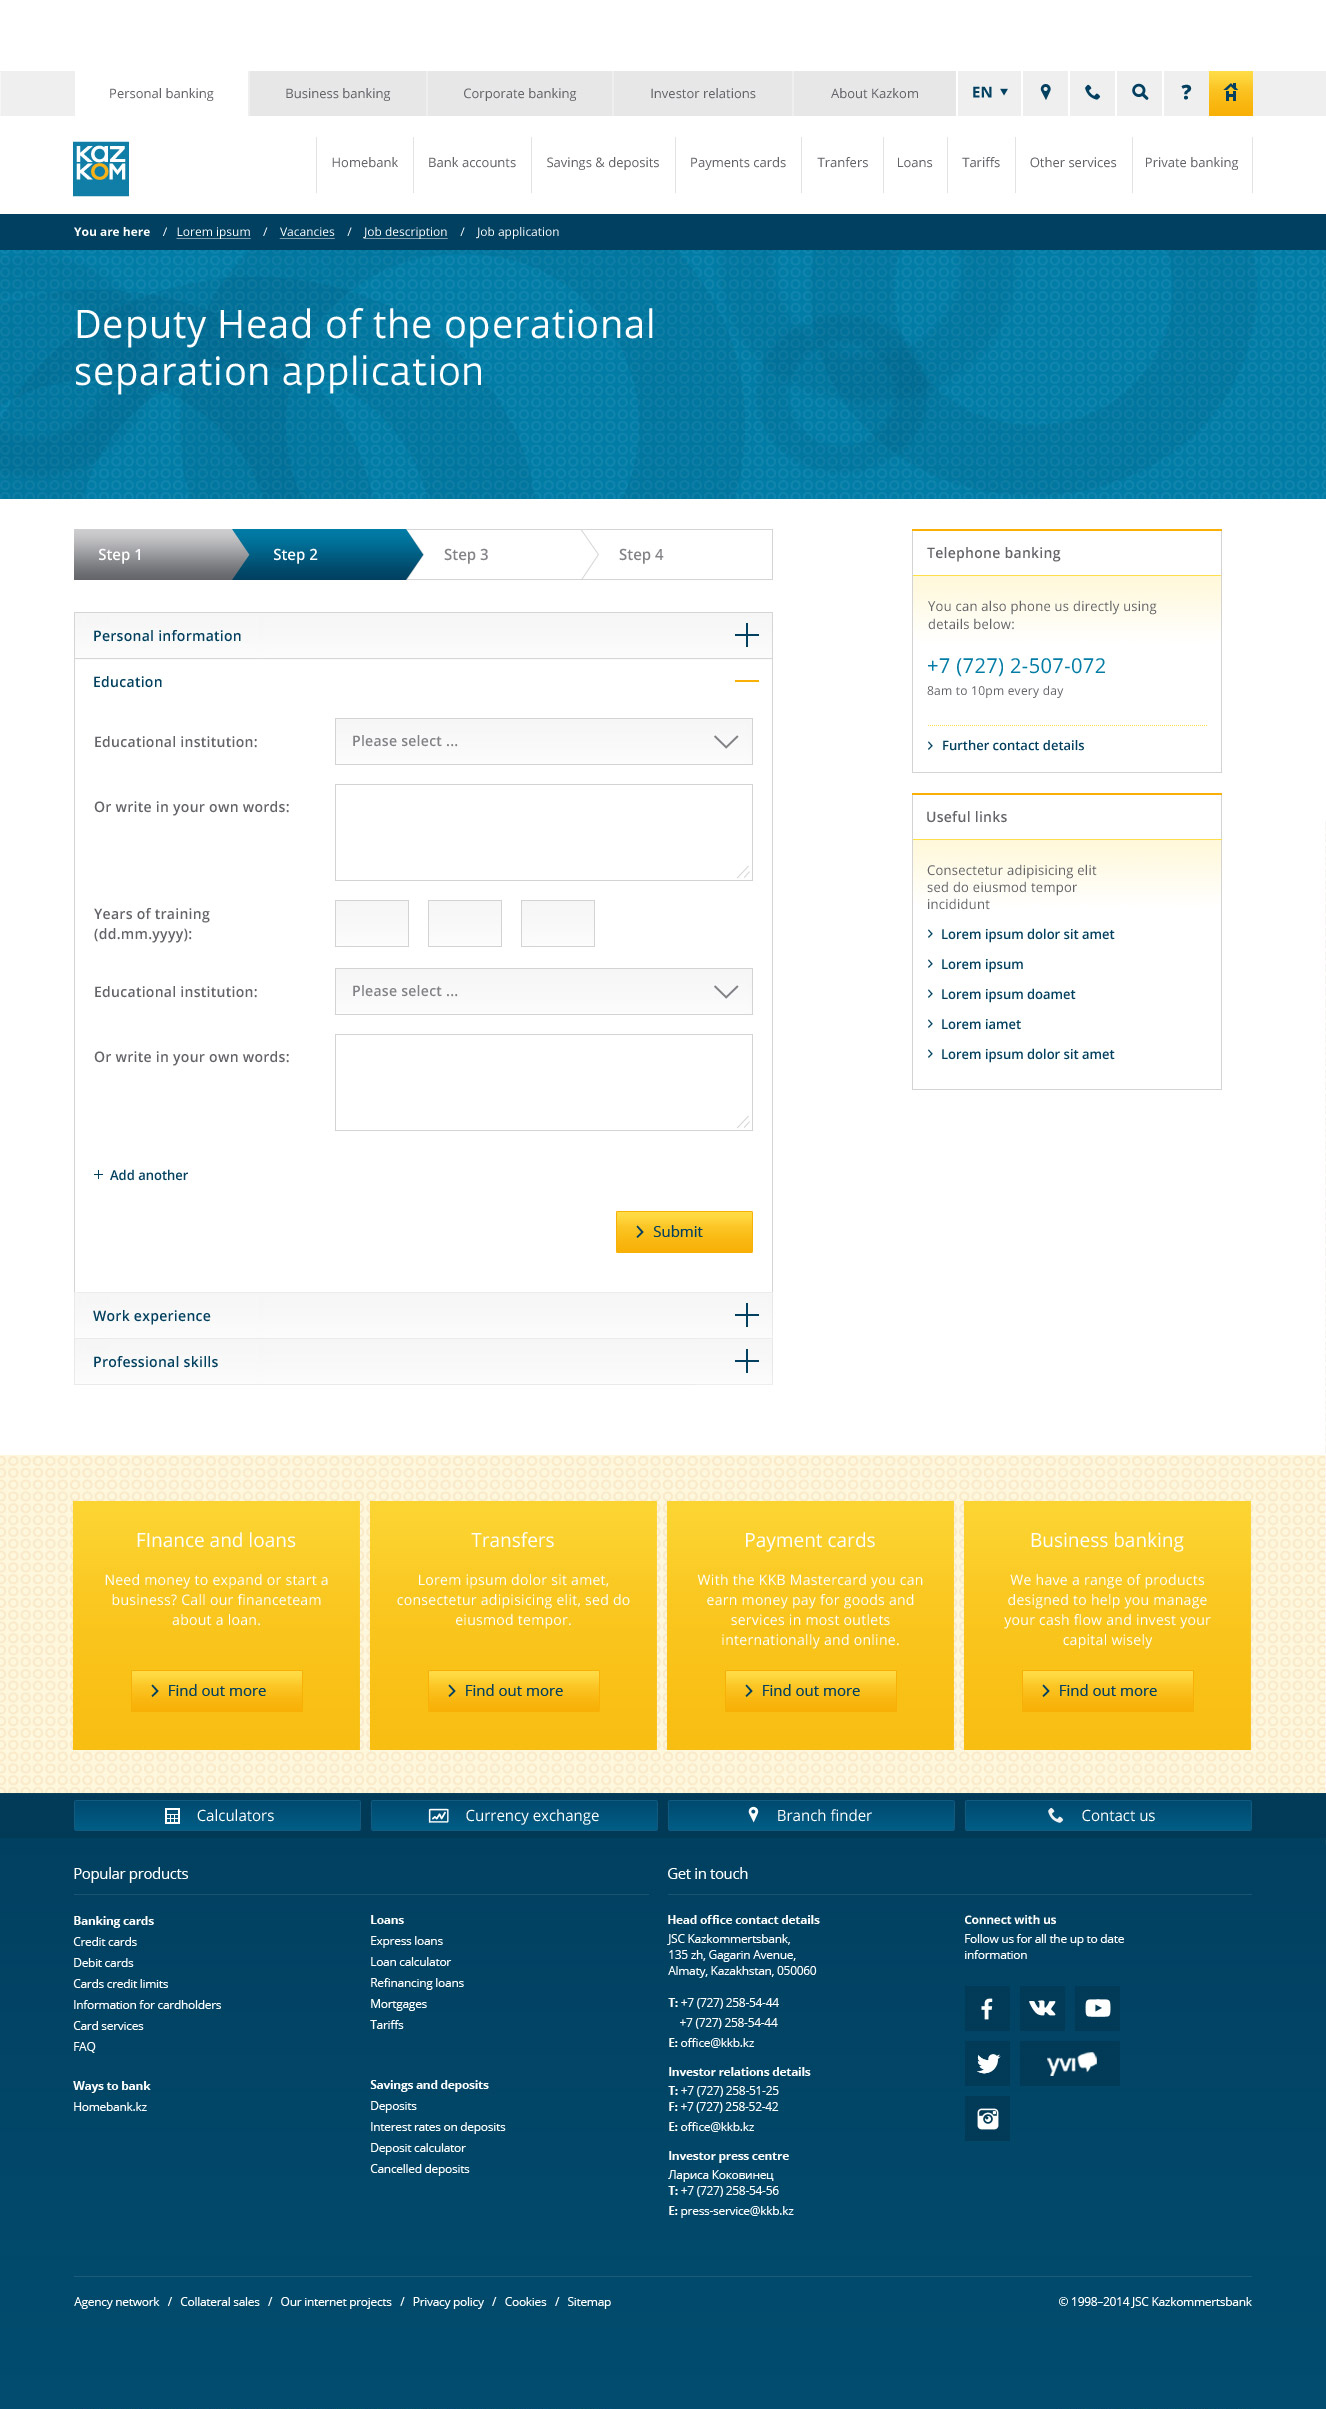 Personal banking
Business banking
Corporate banking
Investor relations
About Kazkom
EN
?
KAZ
KOM
Homebank
Bank accounts
Savings & deposits
Payments cards
Tranfers
Loans
Tariffs
Other services
Private banking
You are here / Lorem ipsum / Vacancies / Job description / Job application
Deputy Head of the operational
separation application
Step 1
Step 2
Step 3
Step 4
Personal information
Education
Educational institution:
Please select ...
Or write in your own words:
Years of training
(dd.mm.yyyy):
Educational institution:
Please select ...
Or write in your own words:
+ Add another
Submit
Work experience
Professional skills
Telephone banking
You can also phone us directly using
details below:
+7 (727) 2-507-072
8am to 10pm every day
Further contact details
Useful links
Consectetur adipisicing elit
sed do eiusmod tempor
incididunt
Lorem ipsum dolor sit amet
Lorem ipsum
Lorem ipsum doamet
Lorem iamet
Lorem ipsum dolor sit amet
FInance and loans
Need money to expand or start a
business? Call our financeteam
about a loan.
Find out more
Transfers
Lorem ipsum dolor sit amet,
consectetur adipisicing elit, sed do
eiusmod tempor.
Find out more
Payment cards
With the KKB Mastercard you can
earn money pay for goods and
services in most outlets
internationally and online.
Find out more
Business banking
We have a range of products
designed to help you manage
your cash flow and invest your
capital wisely
Find out more
Calculators
Currency exchange
Branch finder
Contact us
Popular products
Banking cards
Credit cards
Debit cards
Cards credit limits
Information for cardholders
Card services
FAQ
Ways to bank
Homebank.kz
Loans
Express loans
Loan calculator
Refinancing loans
Mortgages
Tariffs
Savings and deposits
Deposits
Interest rates on deposits
Deposit calculator
Cancelled deposits
Get in touch
Head office contact details
JSC Kazkommertsbank,
135 zh, Gagarin Avenue,
Almaty, Kazakhstan, 050060
T: +7 (727) 258-54-44
+7 (727) 258-54-44
E: office@kkb.kz
Investor relations details
T: +7 (727) 258-51-25
F: +7 (727) 258-52-42
E: office@kkb.kz
Investor press centre
Лариса Коковинец
T: +7 (727) 258-54-56
E: press-service@kkb.kz
Connect with us
Follow us for all the up to date
information
yvi
Agency network / Collateral sales / Our internet projects / Privacy policy / Cookies / Sitemap
© 1998–2014 JSC Kazkommertsbank